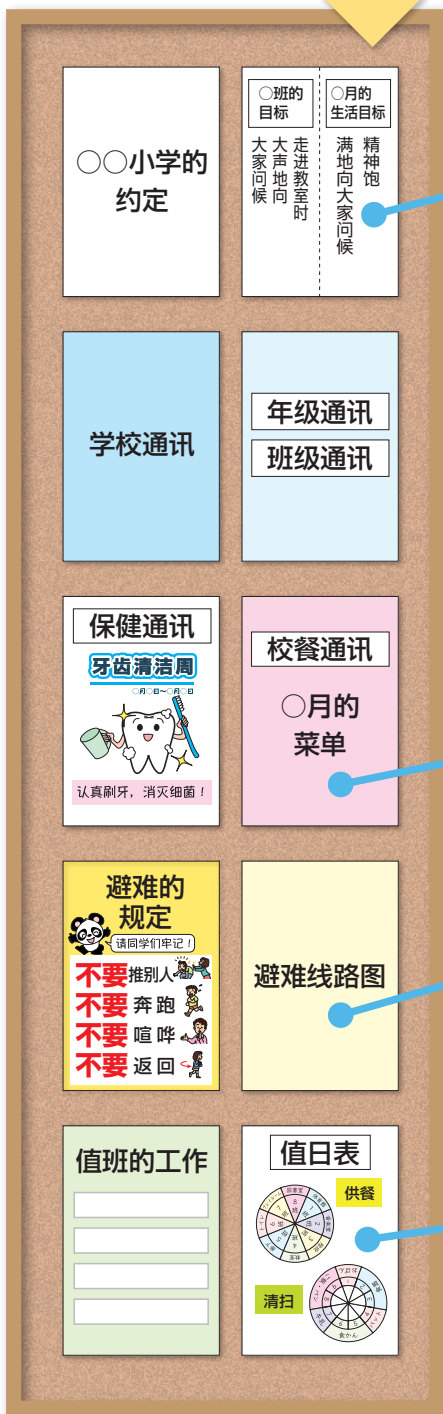 ○○小学的
约定
○班的
目标
走进教室时
大声地向
大家问候
○月的
生活目标
精神饱
满地向大家问候
学校通讯
年级通讯
班级通讯
保健通讯
牙齿清洁周
○月○日~○月○日
认真刷牙，消灭细菌！
校餐通讯
○月的
菜单
避难的
规定
请同学们牢记！
不要推别人
不要奔跑
不要喧哗
不要返回
避难线路图
值班的工作
值日表
供餐
清扫